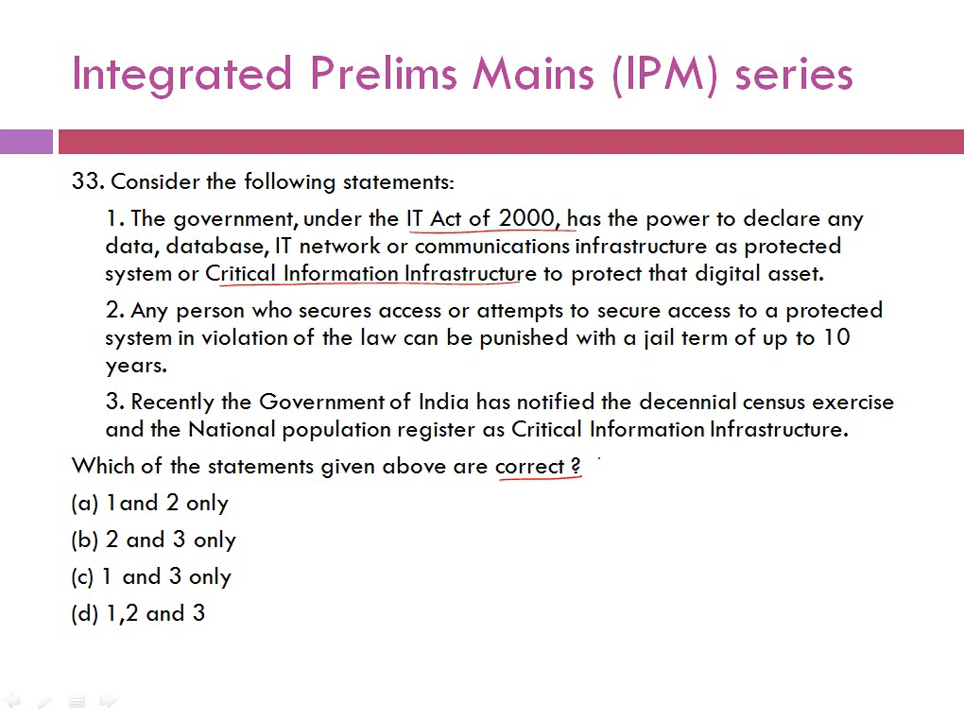 Integrated Prelims Mains (IPM) series
33. Consider the following statements:
1. The government, under the IT Act of 2000, has the power to declare any
data, database, IT network or communications infrastructure as protected
system or Critical Information Infrastructure to protect that digital asset.
2. Any person who secures access or attempts to secure access to a protected
system in violation of the law can be punished with a jail term of up to 10
years.
3. Recently the Government of India has notified the decennial census exercise
and the National population register as Critical Information Infrastructure.
Which of the statements given above are correct ?
(a) 1and 2 only
(b) 2 and 3 only
(c) 1 and 3 only
(d) 1,2 and 3